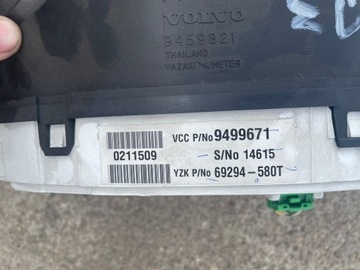 VOLVO
9459821
THAILAND
YAZAKI METER
VCC P/No 9499671
0211509
S/No 14615
YZK P/No 69294-580T